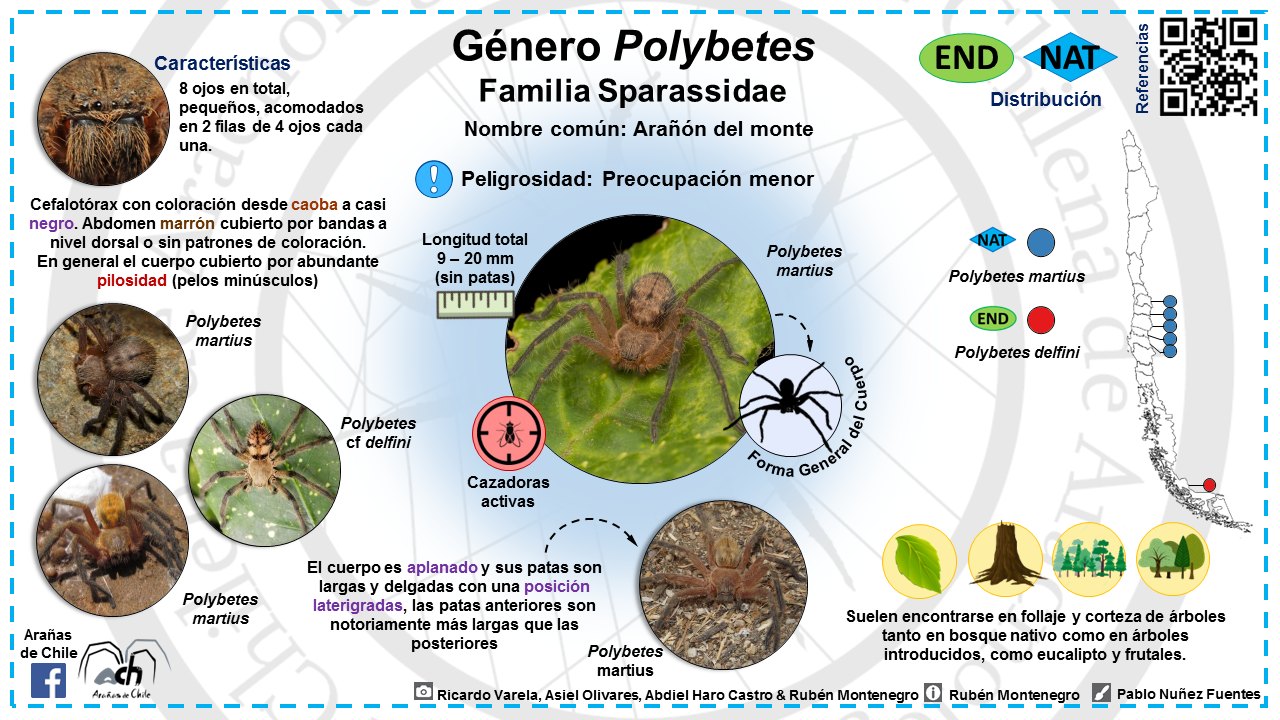 Género Polybetes
Familia Sparassidae
Nombre común: Arañón del monte
Peligrosidad: Preocupación menor
END
NAT
Distribución
Referencias
Características
8 ojos en total,
pequeños, acomodados
en 2 filas de 4 ojos cada
una.
Cefalotórax con coloración desde caoba a casi
negro. Abdomen marrón cubierto por bandas a
nivel dorsal o sin patrones de coloración.
En general el cuerpo cubierto por abundante
pilosidad (pelos minúsculos)
Polybetes
martius
Polybetes
cf delfini
Polybetes
martius
Longitud total
9 – 20 mm
(sin patas)
Polybetes
martius
Forma General del Cuerpo
Cazadoras
activas
El cuerpo es aplanado y sus patas son
largas y delgadas con una posición
laterigradas, las patas anteriores son
notoriamente más largas que las
posteriores
Polybetes
martius
NAT
Polybetes martius
END
Polybetes delfini
Suelen encontrarse en follaje y corteza de árboles
tanto en bosque nativo como en árboles
introducidos, como eucalipto y frutales.
Arañas
de Chile
ach
Arañas de Chile
Ricardo Varela, Asiel Olivares, Abdiel Haro Castro & Rubén Montenegro
Rubén Montenegro
Pablo Nuñez Fuentes